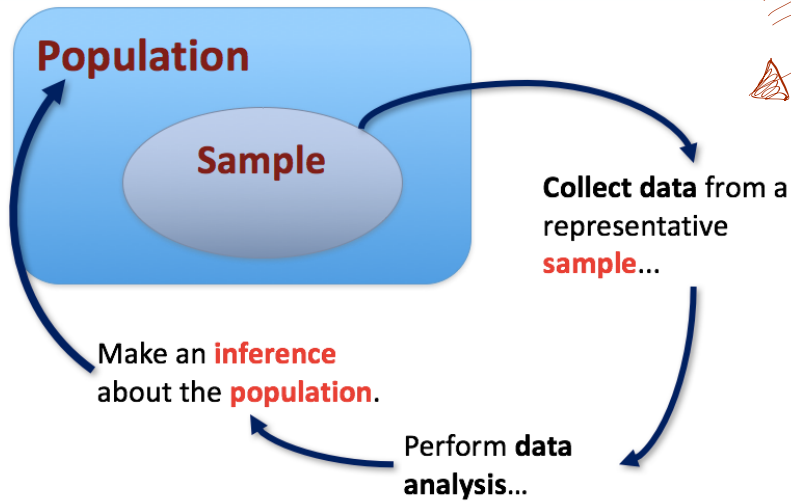 Population
Sample
Collect data from a
representative
sample...
Perform data
analysis...
Make an inference
about the population.